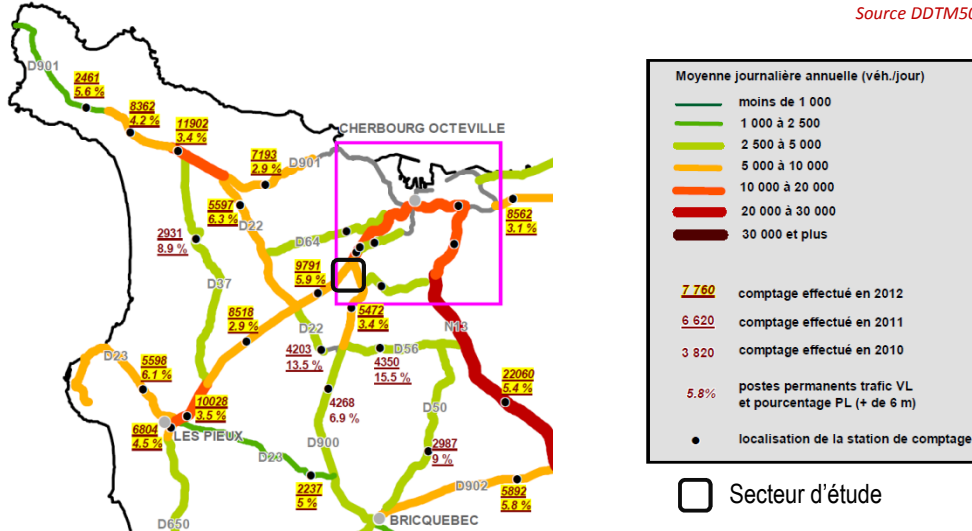 Source DDTM50
D901
2461
5.6 %
8362
4.2 %
11902
3.4 %
CHERBOURG OCTEVILLE
7193
2.9 %
D901
5597
6.3 %
D22
8562
3.1 %
2931
8.9 %
D64
9791
5.9 %
D37
8518
2.9 %
5472
3.4 %
D22
N13
4203
13.5 %
D56
4350
15.5 %
D23
5598
6.1 %
22060
5.4 %
10028
3.5 %
4268
6.9 %
D50
6804
4.5 %
LES PIEUX
D900
2987
9 %
D23
2237
5 %
D902
5892
5.8 %
D650
BRICQUEBEC
Moyenne journalière annuelle (véh./jour)
moins de 1 000
1 000 à 2 500
2 500 à 5 000
5 000 à 10 000
10 000 à 20 000
20 000 à 30 000
30 000 et plus
7 760 comptage effectué en 2012
6 620 comptage effectué en 2011
3 820 comptage effectué en 2010
5.8% postes permanents trafic VL
et pourcentage PL (+ de 6 m)
localisation de la station de comptage
Secteur d'étude